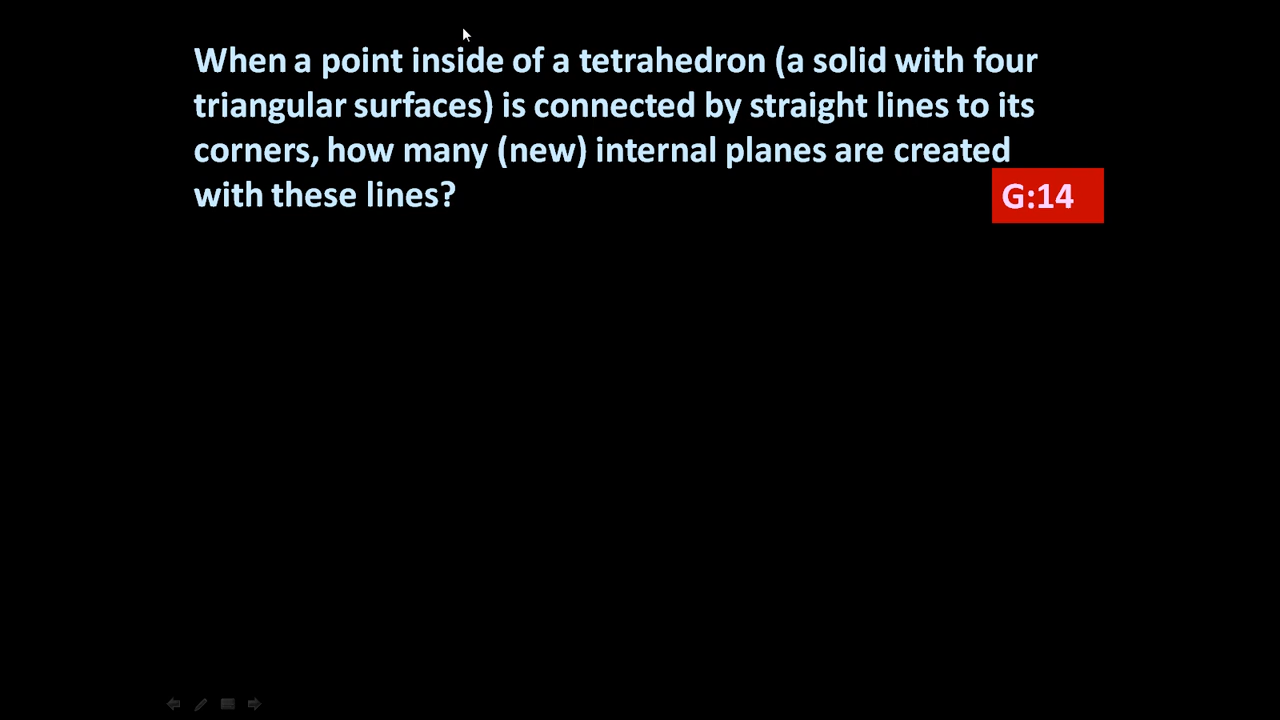 When a point inside of a tetrahedron (a solid with four
triangular surfaces) is connected by straight lines to its
corners, how many (new) internal planes are created
with these lines?
G:14